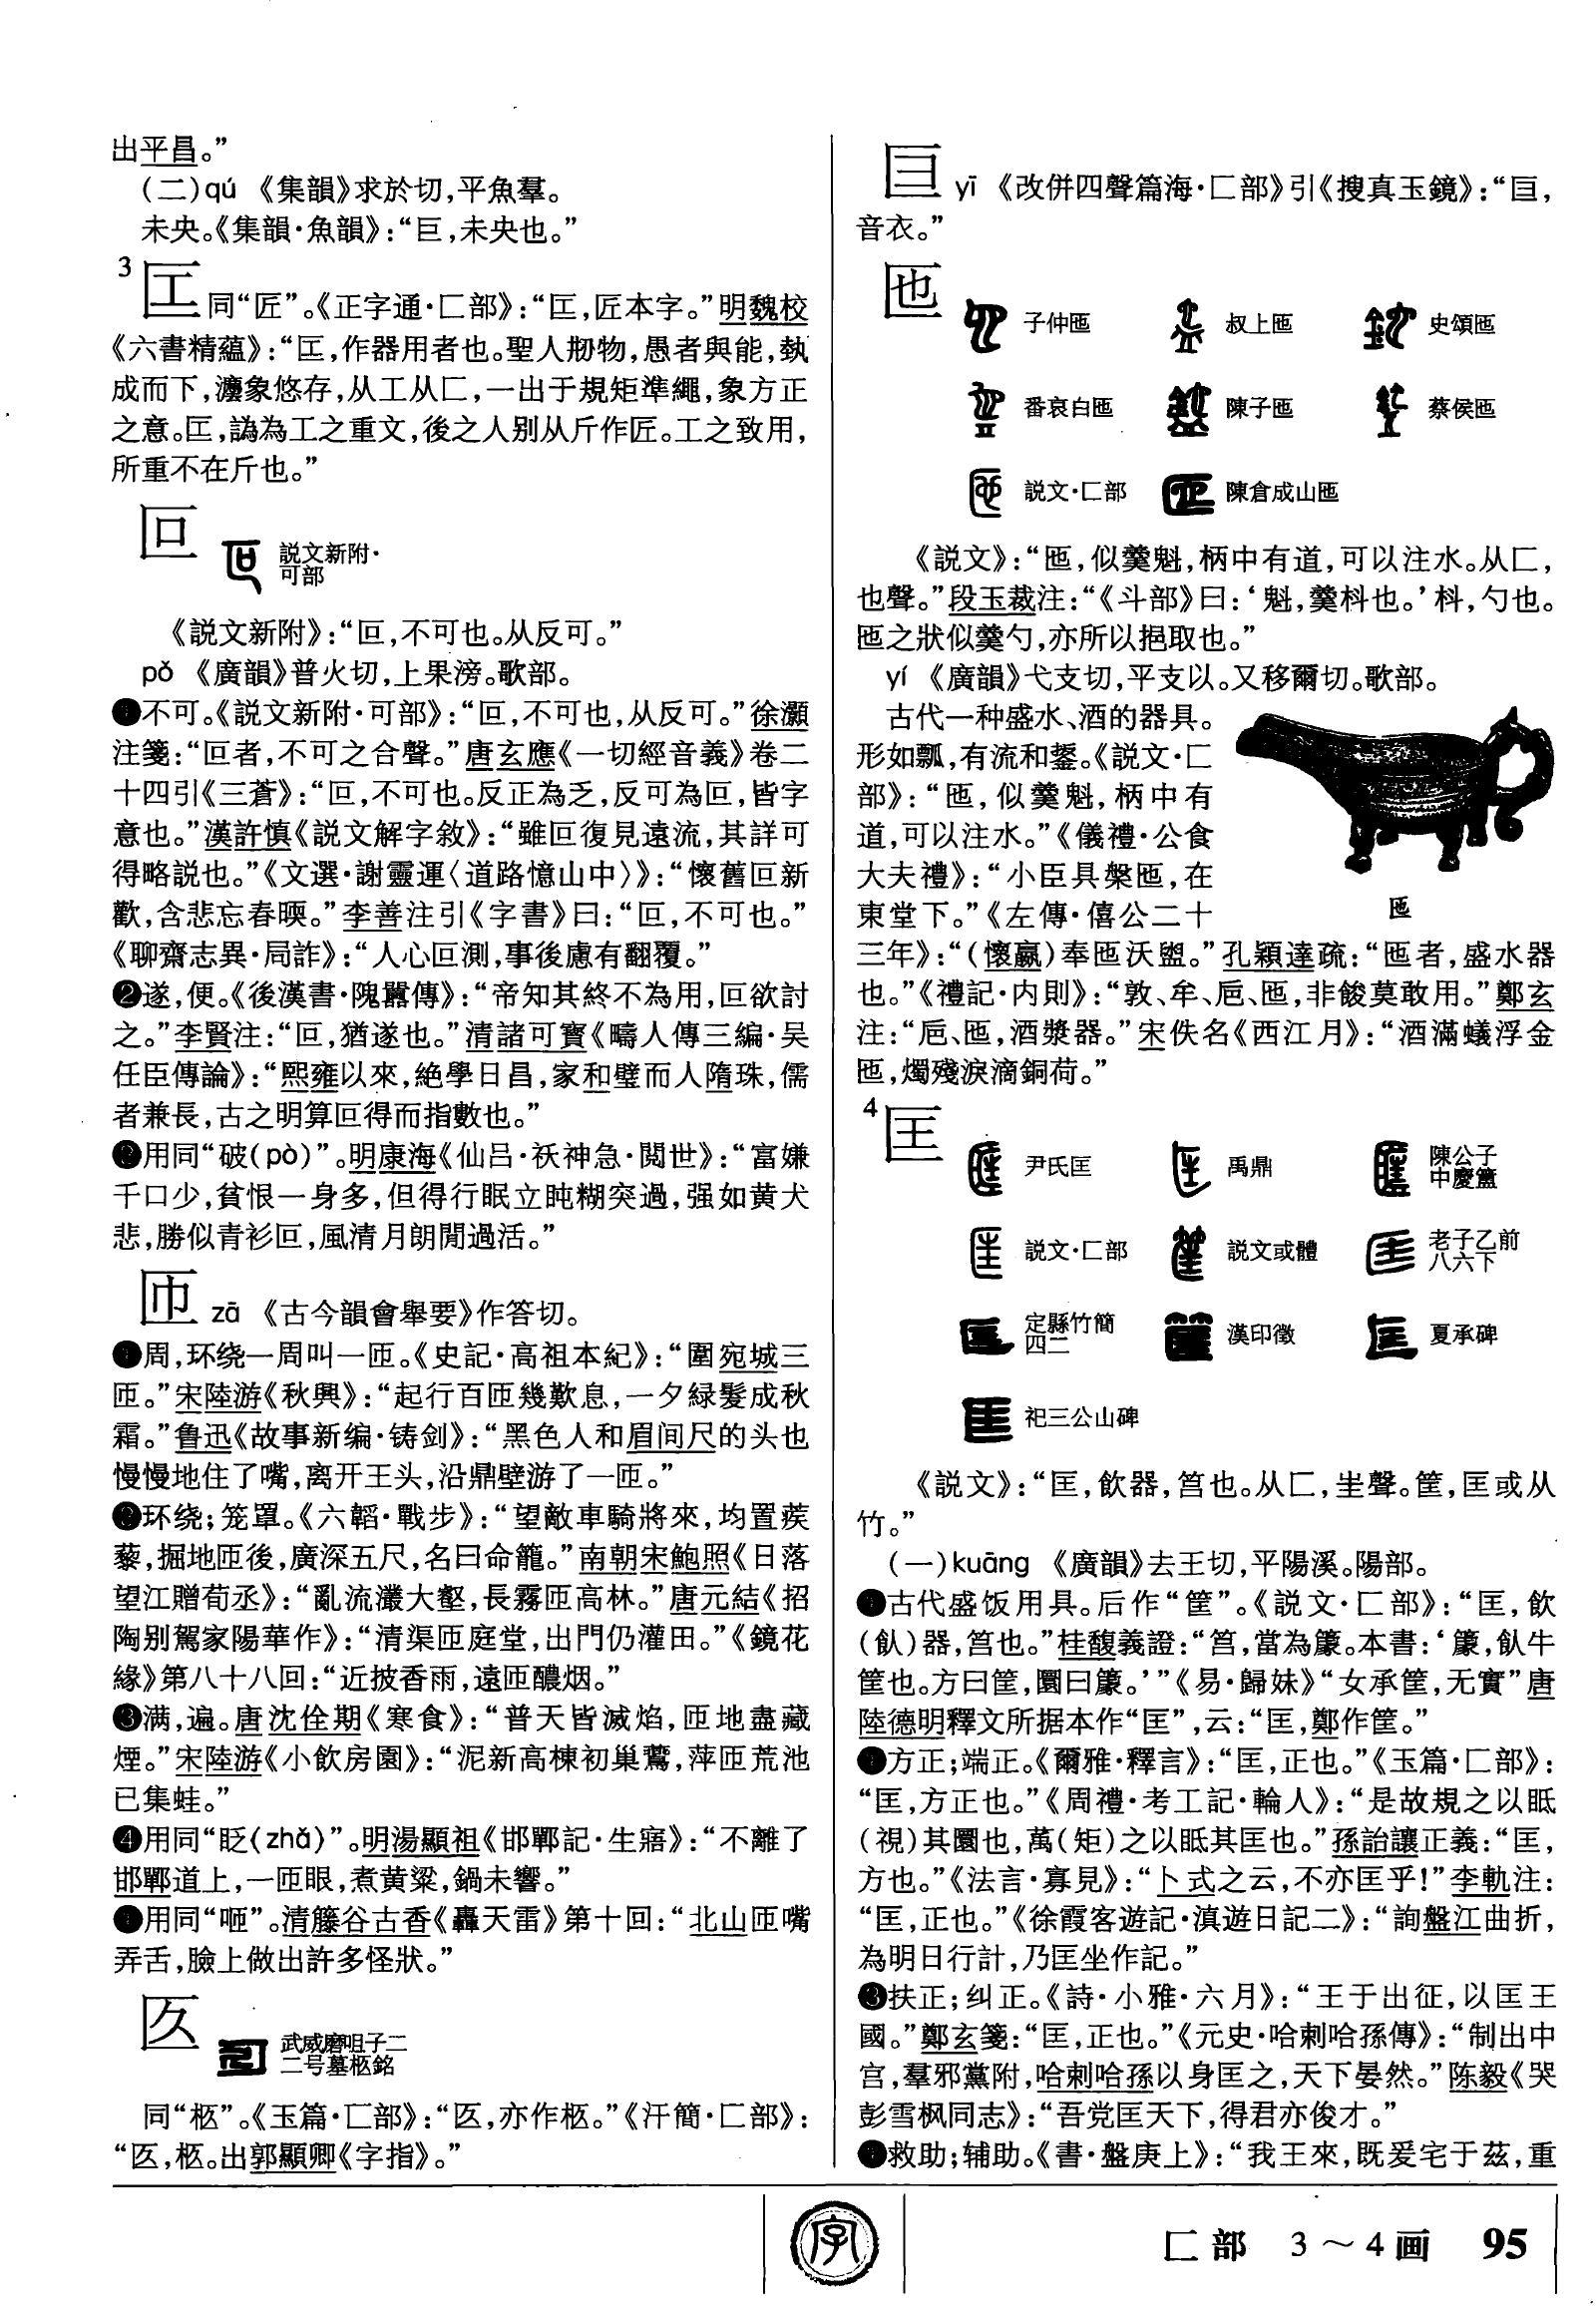 出平昌。”
(二)qú 《集韻》求於切,平魚羣。
未央。《集韻·魚韻》:“巨,未央也。”
3
匞同“匠”。《正字通·匚部》:“匞,匠本字。”明魏校
《六書精蘊》:“匞,作器用者也。聖人剙物,愚者與能,執
成而下,灋象悠存,从工从匚,一出于規矩準繩,象方正
之意。匞,譌為工之重文,後之人别从斤作匠。工之致用,
所重不在斤也。”
叵 説文新附·
可部
《説文新附》:“叵,不可也。从反可。”
pǒ 《廣韻》普火切,上果滂。歌部。
❶不可。《説文新附·可部》:“叵,不可也,从反可。”徐灝
注箋:“叵者,不可之合聲。”唐玄應《一切經音義》卷二
十四引《三蒼》:“叵,不可也。反正為乏,反可為叵,皆字
意也。”漢許慎《説文解字敘》:“雖叵復見遠流,其詳可
得略説也。”《文選·謝靈運〈道路憶山中〉》:“懷舊叵新
歡,含悲忘春暝。”李善注引《字書》曰:“叵,不可也。”
《聊齋志異·局詐》:“人心叵測,事後慮有翻覆。”
❷遂,便。《後漢書·隗囂傳》:“帝知其終不為用,叵欲討
之。”李賢注:“叵,猶遂也。”清諸可寳《疇人傳三編·吴
任臣傳論》:“熙雍以來,絶學日昌,家和璧而人隋珠,儒
者兼長,古之明算叵得而指數也。”
❸用同“破(pò)”。明康海《仙吕·祅神急·閲世》:“富嫌
千口少,貧恨一身多,但得行眠立盹糊突過,强如黄犬
悲,勝似青衫叵,風清月朗閒過活。”
匝 zā 《古今韻會舉要》作答切。
❶周,环绕一周叫一匝。《史記·高祖本紀》:“圍宛城三
匝。”宋陸游《秋興》:“起行百匝幾歎息,一夕緑髮成秋
霜。”鲁迅《故事新编·铸剑》:“黑色人和眉间尺的头也
慢慢地住了嘴,离开王头,沿鼎壁游了一匝。”
❷环绕;笼罩。《六韜·戰步》:“望敵車騎將來,均置蒺
藜,掘地匝後,廣深五尺,名曰命籠。”南朝宋鮑照《日落
望江贈荀丞》:“亂流灇大壑,長霧匝高林。”唐元結《招
陶别駕家陽華作》:“清渠匝庭堂,出門仍灌田。”《鏡花
緣》第八十八回:“近披香雨,遠匝醲烟。”
❸满,遍。唐沈佺期《寒食》:“普天皆滅焰,匝地盡藏
煙。”宋陸游《小飲房園》:“泥新高棟初巢鷰,萍匝荒池
已集蛙。”
❹用同“眨(zhǎ)”。明湯顯祖《邯鄲記·生寤》:“不離了
邯鄲道上,一匝眼,煮黄粱,鍋未響。”
❺用同“咂”。清籐谷古香《轟天雷》第十回:“北山匝嘴
弄舌,臉上做出許多怪狀。”
匛 武威磨咀子二
二号墓柩銘
同“柩”。《玉篇·匚部》:“匛,亦作柩。”《汗簡·匚部》:
“匛,柩。出郭顯卿《字指》。”
𠤰 yī 《改併四聲篇海·匚部》引《搜真玉鏡》:“𠤰,
音衣。”
匜 子仲匜 叔上匜 史頌匜
番哀白匜 陳子匜 蔡侯匜
説文·匚部 陳倉成山匜
《説文》:“匜,似羹魁,柄中有道,可以注水。从匚,
也聲。”段玉裁注:“《斗部》曰:‘魁,羹枓也。’枓,勺也。
匜之狀似羹勺,亦所以挹取也。”
yí 《廣韻》弋支切,平支以。又移爾切。歌部。
古代一种盛水、酒的器具。
形如瓢,有流和鋬。《説文·匚
部》:“匜,似羹魁,柄中有
道,可以注水。”《儀禮·公食
大夫禮》:“小臣具槃匜,在
東堂下。”《左傳·僖公二十
匜
三年》:“(懷嬴)奉匜沃盥。”孔穎達疏:“匜者,盛水器
也。”《禮記·内則》:“敦、牟、巵、匜,非餕莫敢用。”鄭玄
注:“巵、匜,酒漿器。”宋佚名《西江月》:“酒滿蟻浮金
匜,燭殘淚滴銅荷。”
4
匡 尹氏匡 禹鼎 陳公子
中慶簠
説文·匚部 説文或體 老子乙前
八六下
定縣竹簡
四二 漢印徵 夏承碑
祀三公山碑
《説文》:“匡,飲器,筥也。从匚,㞷聲。筐,匡或从
竹。”
(一)kuāng 《廣韻》去王切,平陽溪。陽部。
❶古代盛饭用具。后作“筐”。《説文·匚部》:“匡,飲
(飤)器,筥也。”桂馥義證:“筥,當為簾。本書:‘簾,飤牛
筐也。方曰筐,圜曰簾。’”《易·歸妹》“女承筐,无實”唐
陸德明釋文所据本作“匡”,云:“匡,鄭作筐。”
❷方正;端正。《爾雅·釋言》:“匡,正也。”《玉篇·匚部》:
“匡,方正也。”《周禮·考工記·輪人》:“是故規之以眡
(視)其圜也,萬(矩)之以眡其匡也。”孫詒讓正義:“匡,
方也。”《法言·寡見》:“卜式之云,不亦匡乎!”李軌注:
“匡,正也。”《徐霞客遊記·滇遊日記二》:“詢盤江曲折,
為明日行計,乃匡坐作記。”
❸扶正;纠正。《詩·小雅·六月》:“王于出征,以匡王
國。”鄭玄箋:“匡,正也。”《元史·哈剌哈孫傳》:“制出中
宫,羣邪黨附,哈剌哈孫以身匡之,天下晏然。”陈毅《哭
彭雪枫同志》:“吾党匡天下,得君亦俊才。”
❹救助;辅助。《書·盤庚上》:“我王來,既爰宅于茲,重
字
匚部 3～4画 95